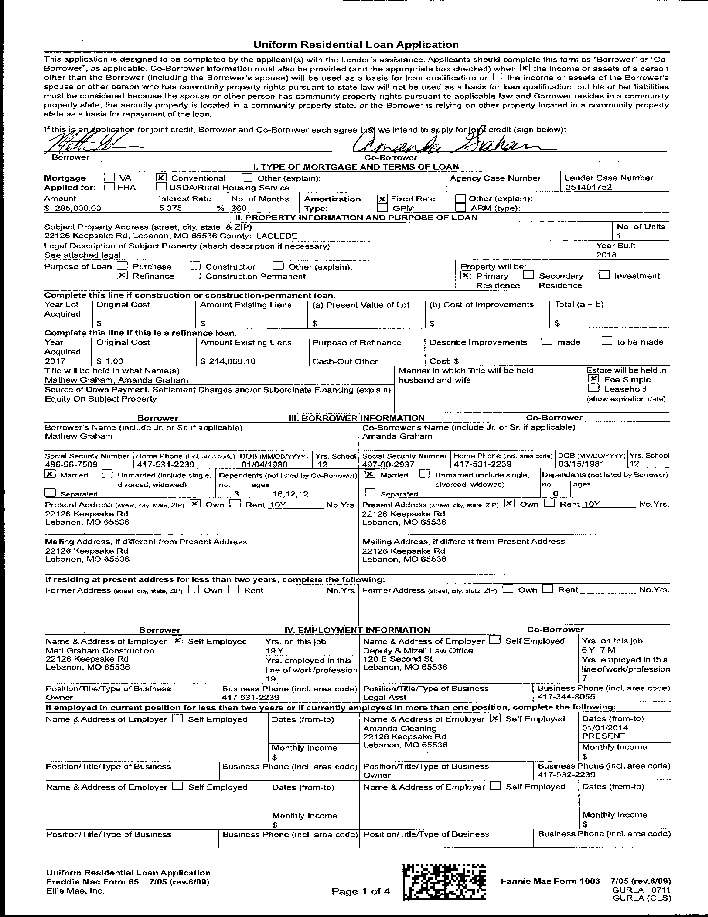 Uniform Residential Loan Application
This application is designed to be completed by the applicant(s) with the Lender's assistance. Applicants should complete this form as "Borrower" or "Co-
Borrower", as applicable. Co-Borrower information must also be provided (and the appropriate box checked) when the income or assets of a person
other than the Borrower (including the Borrower's spouse) will be used as a basis for loan qualification or the income or assets of the Borrower's
spouse or other person who has community property rights pursuant to state law will not be used as a basis for loan qualification, but his or her liabilities
must be considered because the spouse or other person has community property rights pursuant to applicable law and Borrower resides in a community
property state, the security property is located in a community property state, or the Borrower is relying on other property located in a community property
state as a basis for repayment of the loan.
If this is an application for joint credit, Borrower and Co-Borrower each agree that we intend to apply for joint credit (sign below):
Amanda Graham
Borrower Co-Borrower
I. TYPE OF MORTGAGE AND TERMS OF LOAN
Mortgage VA Conventional Other (explain): Agency Case Number Lender Case Number
Applied for: FHA USDA/Rural Housing Service
Amount Interest Rate No. of Months Amortization Fixed Rate Other (explain):
$ % 360 Type: GPM ARM (type):
II. PROPERTY INFORMATION AND PURPOSE OF LOAN
Subject Property Address (street, city, state, & ZIP) No. of Units
22126 Keepsake Rd, Lebanon, MO 65536 County: LACLEDE 1
Legal Description of Subject Property (attach description if necessary) Year Built
See attached legal 2018
Purpose of Loan Purchase Construction Other (explain): Property will be:
Refinance Construction-Permanent Primary Residence Secondary Residence Investment
Complete this line if construction or construction-permanent loan.
Year Lot Acquired Original Cost Amount Existing Liens (a) Present Value of Lot (b) Cost of Improvements Total (a + b)
$ $ $ $ $
Complete this line if this is a refinance loan.
Year Acquired Original Cost Amount Existing Liens Purpose of Refinance Describe Improvements made to be made
2017 $ 1.00 $ Cash-Out Other Cost: $
Title will be held in what Name(s) Manner in which Title will be held Estate will be held in
Mathew Graham, Amanda Graham husband and wife Fee Simple
Source of Down Payment, Settlement Charges and/or Subordinate Financing (explain) Leasehold
Equity On Subject Property (show expiration date)
Borrower III. BORROWER INFORMATION Co-Borrower
Borrower's Name (include Jr. or Sr. if applicable) Co-Borrower's Name (include Jr. or Sr. if applicable)
Mathew Graham Amanda Graham
Social Security Number Home Phone (incl. area code) DOB (MM/DD/YYYY) Yrs. School Social Security Number Home Phone (incl. area code) DOB (MM/DD/YYYY) Yrs. School
417-531-2239 12 417-531-2239 12
Married Unmarried (include single, divorced, widowed) Dependents (not listed by Co-Borrower) Married Unmarried (include single, divorced, widowed) Dependents (not listed by Borrower)
Separated no. 3 ages 16,12,12 Separated no. 0 ages
Present Address (street, city, state, ZIP) Own Rent 10Y No.Yrs. Present Address (street, city, state, ZIP) Own Rent 10Y No.Yrs.
22126 Keepsake Rd 22126 Keepsake Rd
Lebanon, MO 65536 Lebanon, MO 65536
Mailing Address, if different from Present Address Mailing Address, if different from Present Address
22126 Keepsake Rd 22126 Keepsake Rd
Lebanon, MO 65536 Lebanon, MO 65536
If residing at present address for less than two years, complete the following:
Former Address (street, city, state, ZIP) Own Rent No.Yrs. Former Address (street, city, state, ZIP) Own Rent No.Yrs.
Borrower IV. EMPLOYMENT INFORMATION Co-Borrower
Name & Address of Employer Self Employed Yrs. on this job Name & Address of Employer Self Employed Yrs. on this job
Matt Graham Construction 19 Y Deputy & Mizell Law Office 6 Y 7 M
22126 Keepsake Rd Yrs. employed in this 120 E Second St Yrs. employed in this
Lebanon, MO 65536 line of work/profession Lebanon, MO 65536 line of work/profession
19 7
Position/Title/Type of Business Business Phone (incl. area code) Position/Title/Type of Business Business Phone (incl. area code)
Owner 417-531-2239 Legal Asst
If employed in current position for less than two years or if currently employed in more than one position, complete the following:
Name & Address of Employer Self Employed Dates (from-to) Name & Address of Employer Self Employed Dates (from-to)
Amanda Cleaning 01/01/2014
22126 Keepsake Rd PRESENT
Monthly Income Lebanon, MO 65536 Monthly Income
$ $
Position/Title/Type of Business Business Phone (incl. area code) Position/Title/Type of Business Business Phone (incl. area code)
Owner 417-532-2239
Name & Address of Employer Self Employed Dates (from-to) Name & Address of Employer Self Employed Dates (from-to)
Monthly Income Monthly Income
$ $
Position/Title/Type of Business Business Phone (incl. area code) Position/Title/Type of Business Business Phone (incl. area code)
Uniform Residential Loan Application
Freddie Mac Form 65 7/05 (rev.6/09) Fannie Mae Form 1003 7/05 (rev.6/09)
Ellie Mae, Inc. Page 1 of 4 GURLA 0711
GURLA (CLS)